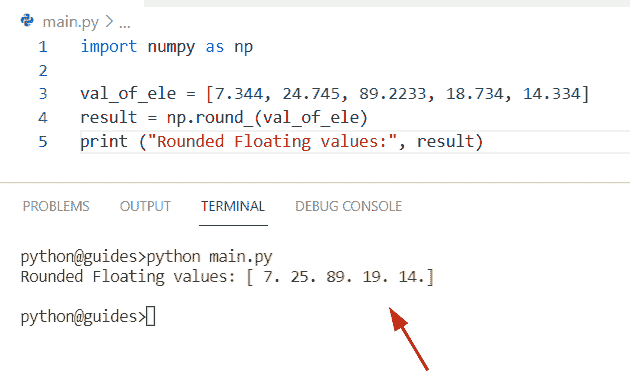 main.py > ...
1 import numpy as np
2
3 val_of_ele = [7.344, 24.745, 89.2233, 18.734, 14.334]
4 result = np.round_(val_of_ele)
5 print ("Rounded Floating values:", result)
PROBLEMS OUTPUT TERMINAL DEBUG CONSOLE
python@guides>python main.py
Rounded Floating values: [ 7. 25. 89. 19. 14.]
python@guides>